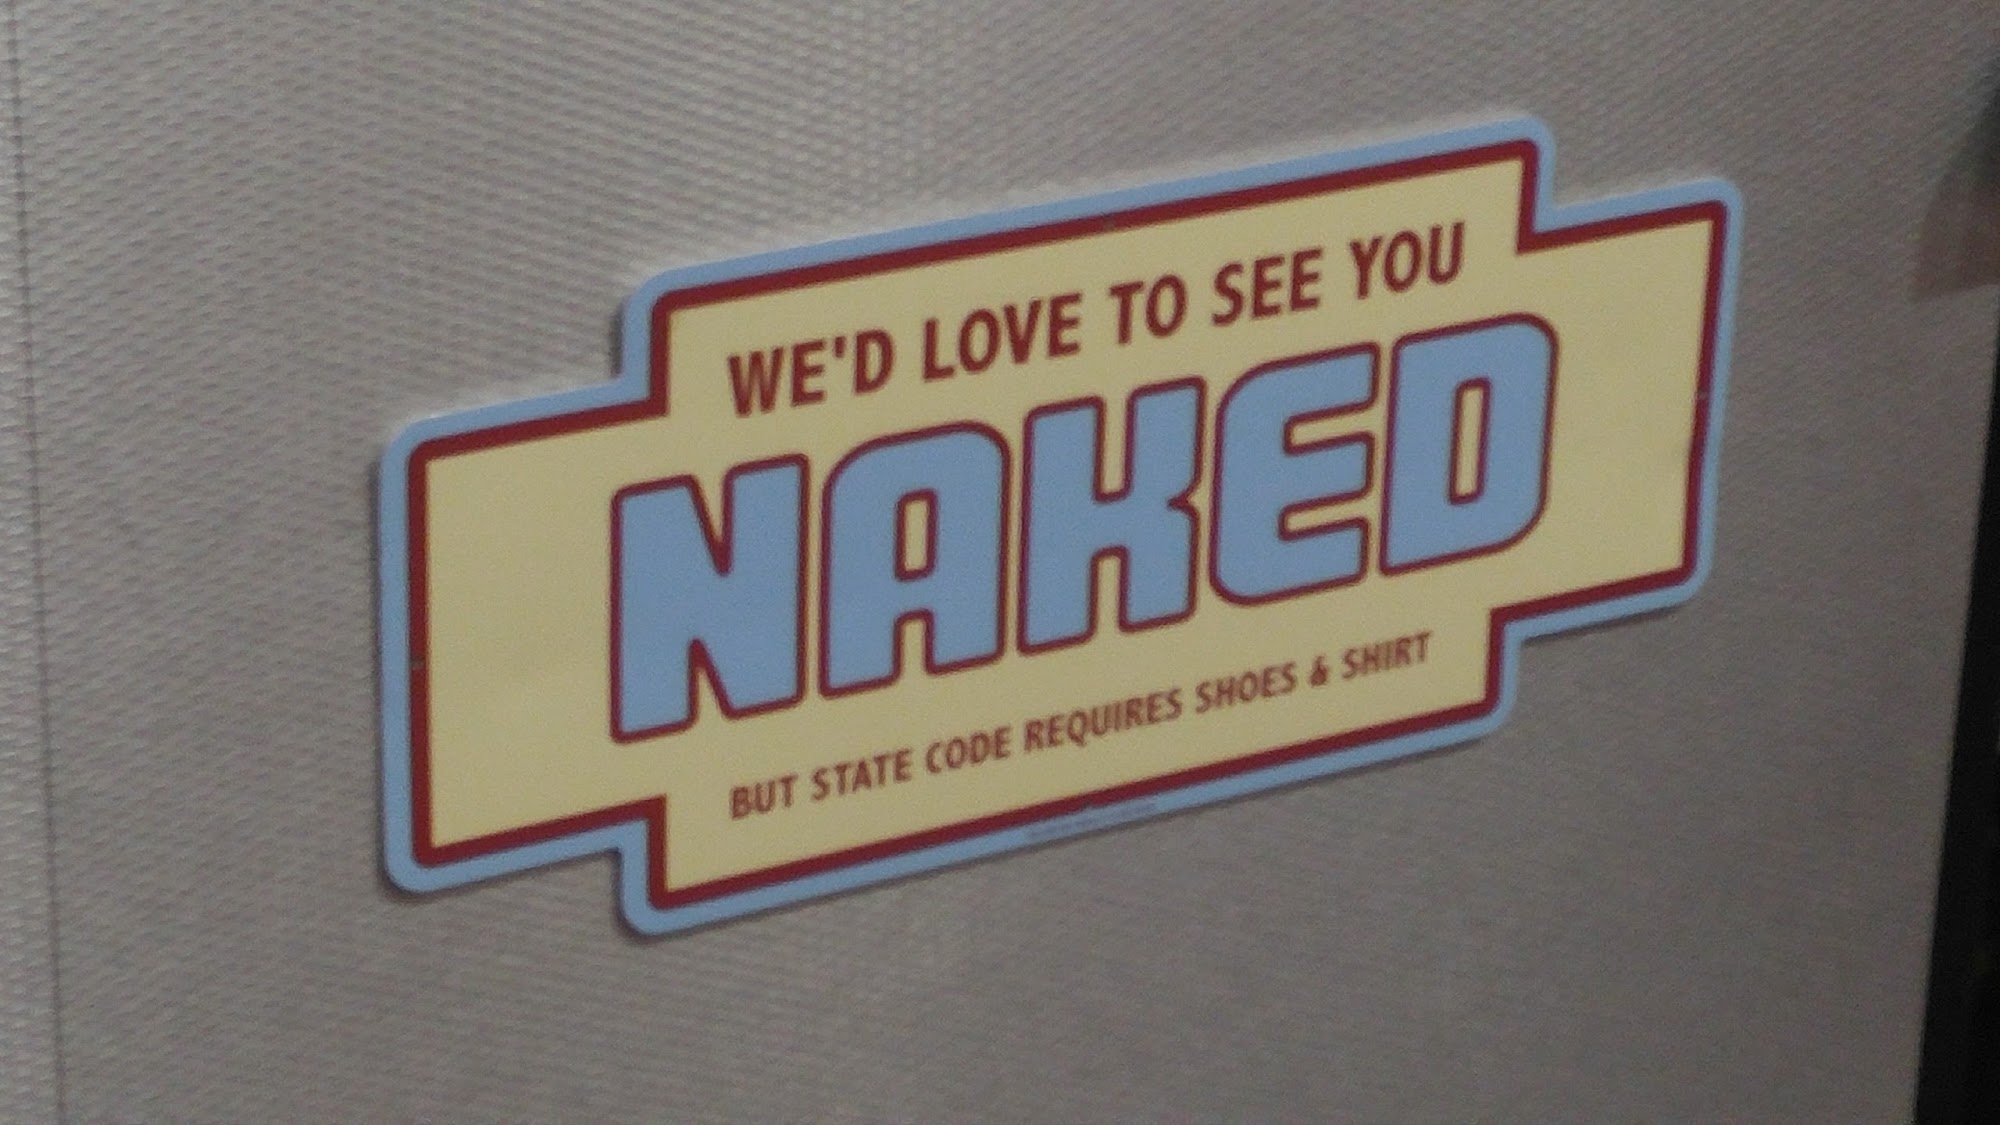 WE'D LOVE TO SEE YOU
NAKED
BUT STATE CODE REQUIRES SHOES & SHIRT